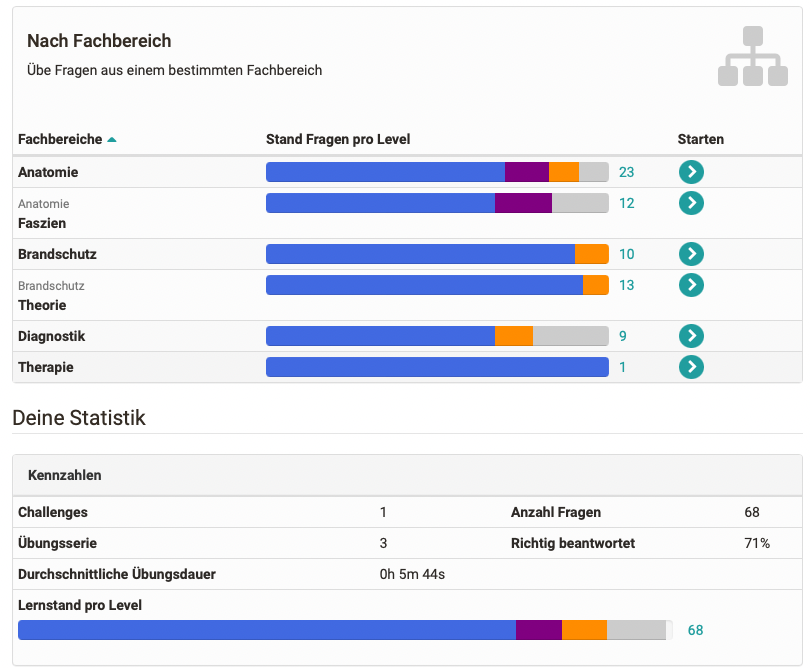 Nach Fachbereich
Übe Fragen aus einem bestimmten Fachbereich
Fachbereiche Stand Fragen pro Level Starten
Anatomie 23
Anatomie
Faszien 12
Brandschutz 10
Brandschutz
Theorie 13
Diagnostik 9
Therapie 1
Deine Statistik
Kennzahlen
Challenges 1 Anzahl Fragen 68
Übungsserie 3 Richtig beantwortet 71%
Durchschnittliche Übungsdauer 0h 5m 44s
Lernstand pro Level
68